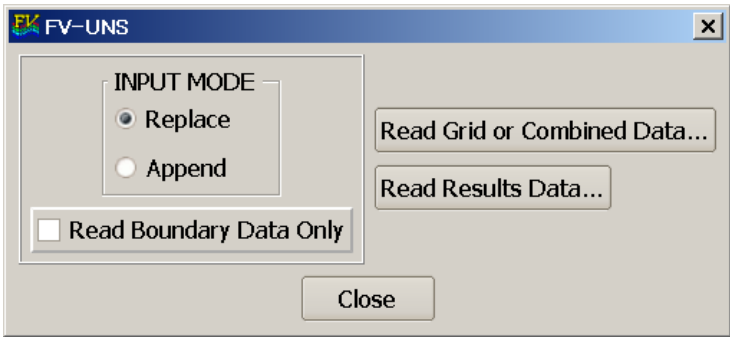 FV-UNS
INPUT MODE
Replace
Append
Read Boundary Data Only
Read Grid or Combined Data...
Read Results Data...
Close